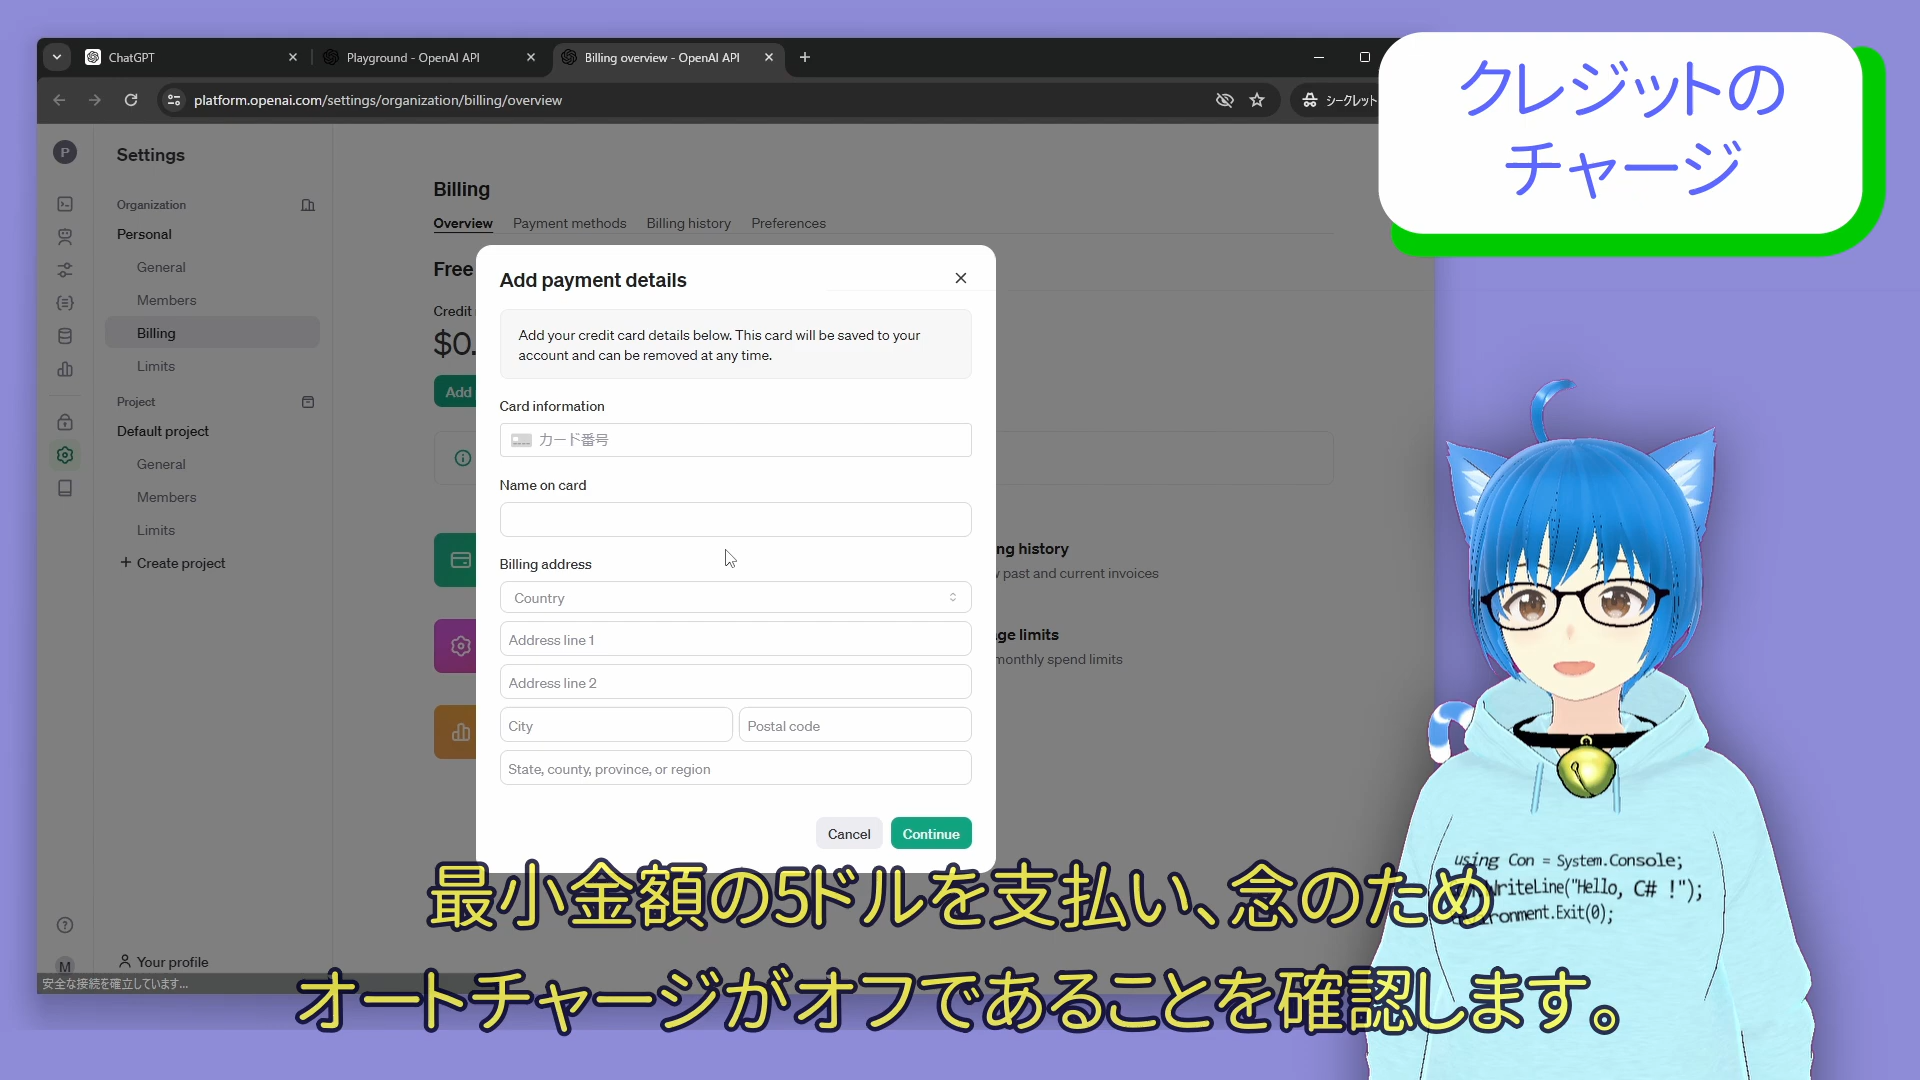 ChatGPT
Playground - OpenAI API
Billing overview - OpenAI API
platform.openai.com/settings/organization/billing/overview
シークレット
クレジットの
チャージ
P
Settings
Organization
Personal
General
Members
Billing
Limits
Project
Default project
General
Members
Limits
+ Create project
Your profile
M
安全な接続を確立しています...
Billing
Overview
Payment methods
Billing history
Preferences
Free
Credit
$0.
Add
ng history
past and current invoices
ge limits
monthly spend limits
Add payment details
Add your credit card details below. This card will be saved to your
account and can be removed at any time.
Card information
カード番号
Name on card
Billing address
Country
Address line 1
Address line 2
City
Postal code
State, county, province, or region
Cancel
Continue
using Con = System.Console;
WriteLine("Hello, C# !");
ironment.Exit(0);
最小金額の5ドルを支払い、念のため
オートチャージがオフであることを確認します。